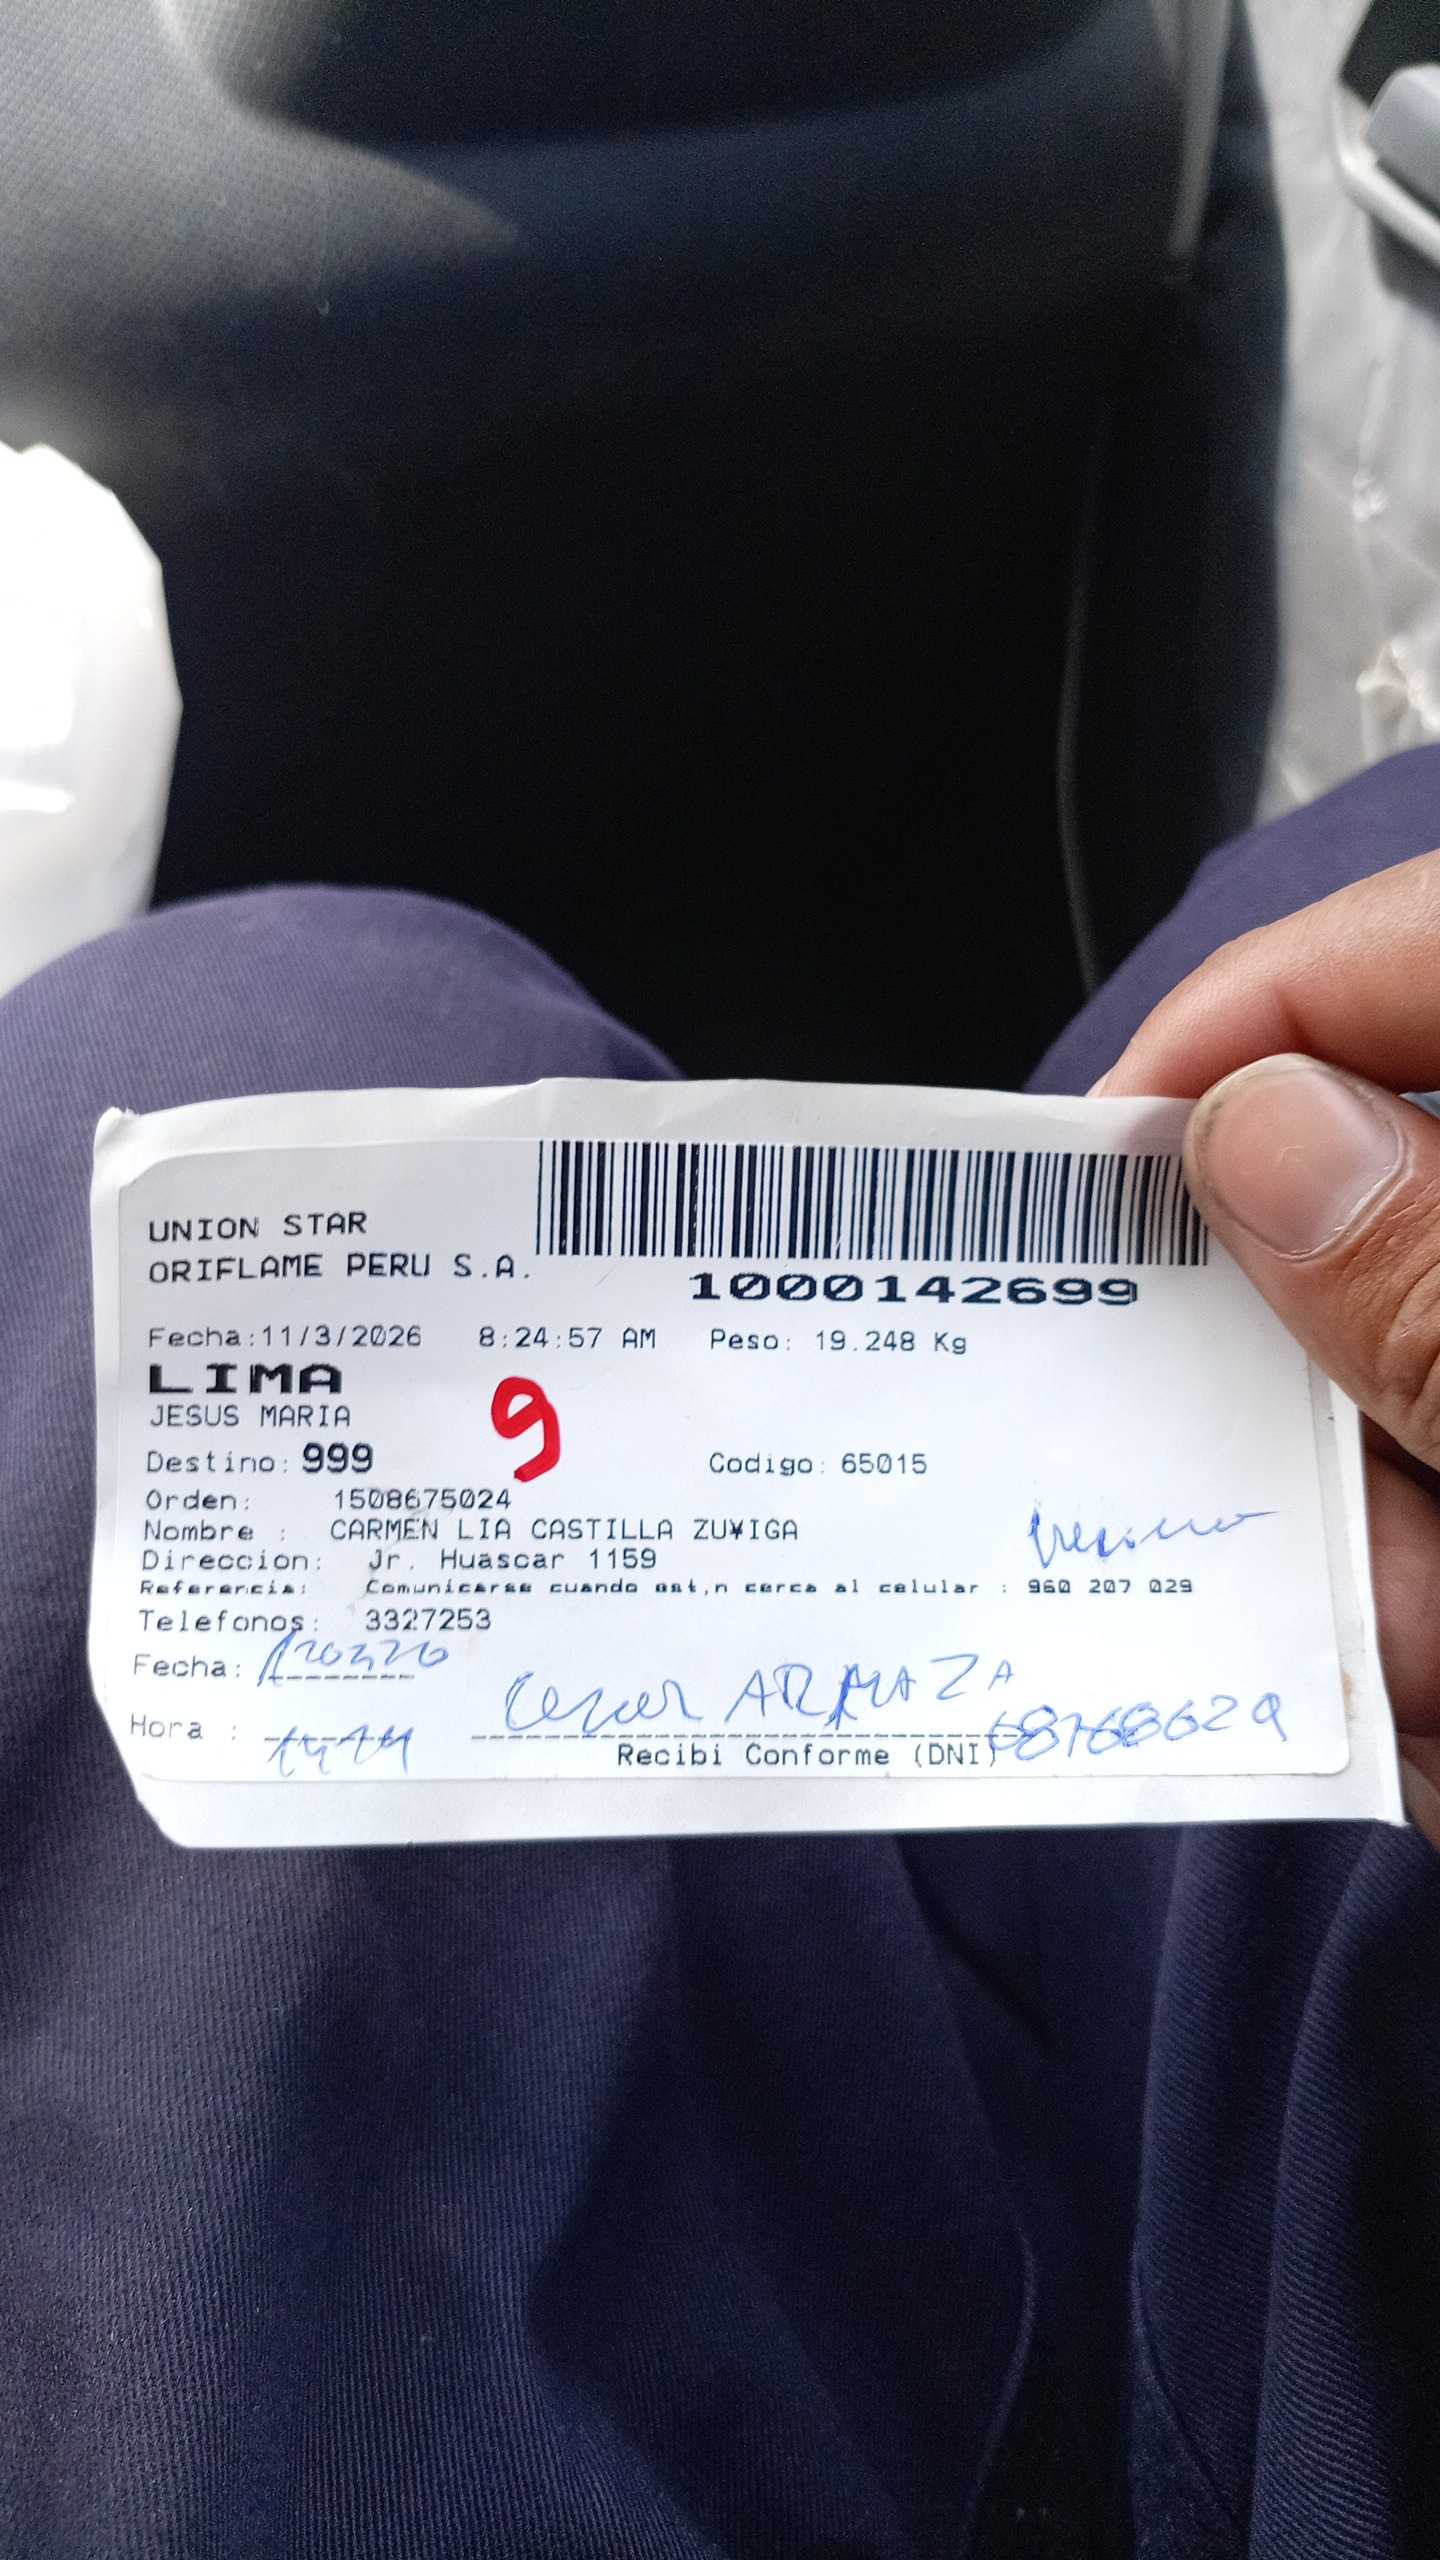 UNION STAR
ORIFLAME PERU S.A.
1000142699
Fecha:11/3/2026 8:24:57 AM Peso: 19.248 Kg
LIMA
JESUS MARIA
9
Destino: 999 Codigo: 65015
Orden: 1508675024
Nombre : CARMEN LIA CASTILLA ZU¥IGA
Direccion: Jr. Huascar 1159
Referencia: Comunicarse cuando est,n cerca al celular : 960 207 029
Telefonos: 3327253
Fecha:
Hora :
Cesar ARMAZA
Recibi Conforme (DNI)